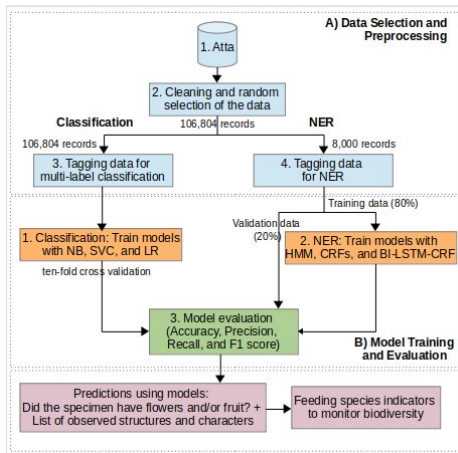 A) Data Selection and
Preprocessing
1. Atta
2. Cleaning and random
selection of the data
Classification
106,804 records
NER
106,804 records
8,000 records
3. Tagging data for
multi-label classification
4. Tagging data
for NER
Training data (80%)
Validation data
(20%)
1. Classification: Train models
with NB, SVC, and LR
2. NER: Train models with
HMM, CRFs, and BI-LSTM-CRF
ten-fold cross validation
3. Model evaluation
(Accuracy, Precision,
Recall, and F1 score)
B) Model Training
and Evaluation
Predictions using models:
Did the specimen have flowers and/or fruit? +
List of observed structures and characters
Feeding species indicators
to monitor biodiversity